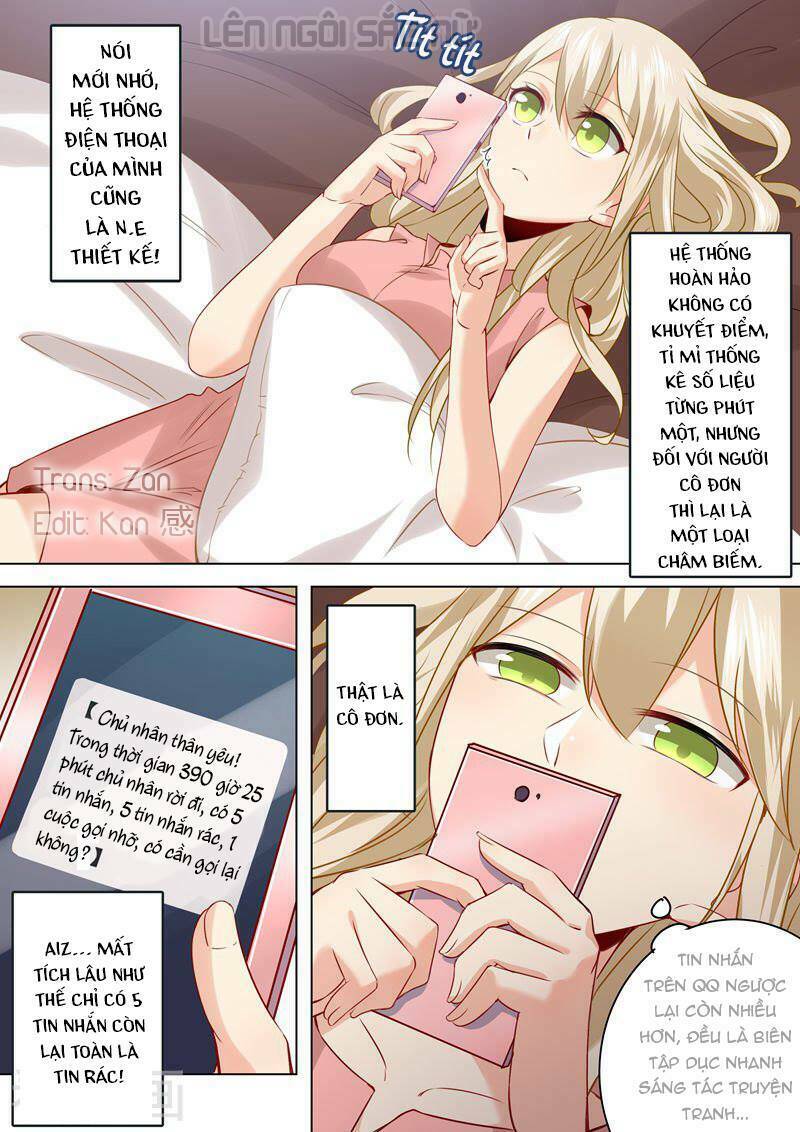 LÊN NGÔI SẮC NỮ
Tít tít
NÓI
MỚI NHỚ,
HỆ THỐNG
ĐIỆN THOẠI
CỦA MÌNH
CŨNG
LÀ N.E
THIẾT KẾ!
HỆ THỐNG
HOÀN HẢO
KHÔNG CÓ
KHUYẾT ĐIỂM,
TỈ MỈ THỐNG
KÊ SỐ LIỆU
TỪNG PHÚT
MỘT, NHƯNG
ĐỐI VỚI NGƯỜI
CÔ ĐƠN
THÌ LẠI LÀ
MỘT LOẠI
CHÂM BIẾM.
Trans: Zan
Edit: Kan 感
【Chủ nhân thân yêu!
Trong thời gian 390 giờ 25
phút chủ nhân rời đi, có 5
tin nhắn, 5 tin nhắn rác, 1
cuộc gọi nhỡ, có cần gọi lại
không?】
THẬT LÀ
CÔ ĐƠN.
AIZ... MẤT
TÍCH LÂU NHƯ
THẾ CHỈ CÓ 5
TIN NHẮN CÒN
LẠI TOÀN LÀ
TIN RÁC!
TIN NHẮN
TRÊN QQ NGƯỢC
LẠI CÒN NHIỀU
HƠN, ĐỀU LÀ BIÊN
TẬP DỤC NHANH
SÁNG TÁC TRUYỆN
TRANH...